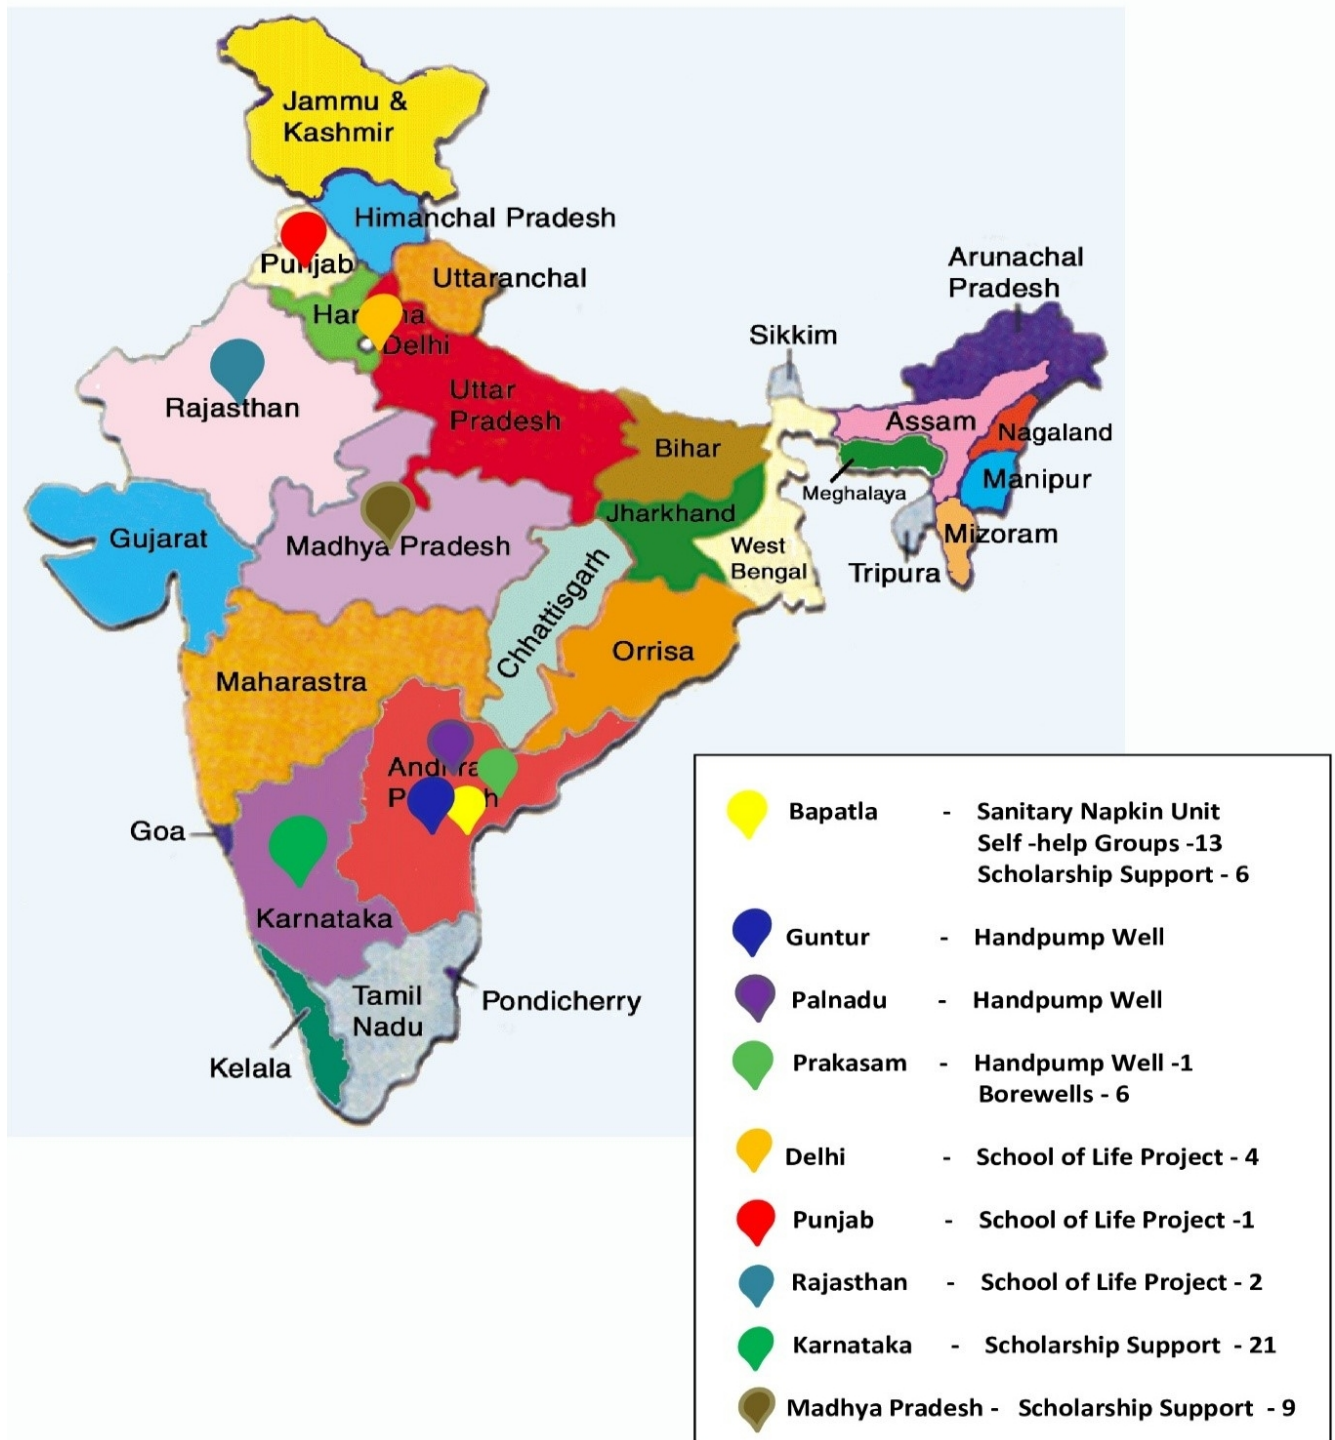 Jammu &
Kashmir
Himanchal Pradesh
Punjab
Uttaranchal
Delhi
Rajasthan
Uttar
Pradesh
Arunachal
Pradesh
Sikkim
Bihar
Assam
Nagaland
Manipur
Meghalaya
Mizoram
Tripura
Jharkhand
West
Bengal
Gujarat
Madhya Pradesh
Chhattisgarh
Orrisa
Maharastra
Goa
Karnataka
Tamil
Nadu
Pondicherry
Kelala
Bapatla - Sanitary Napkin Unit
Self -help Groups -13
Scholarship Support - 6
Guntur - Handpump Well
Palnadu - Handpump Well
Prakasam - Handpump Well -1
Borewells - 6
Delhi - School of Life Project - 4
Punjab - School of Life Project -1
Rajasthan - School of Life Project - 2
Karnataka - Scholarship Support - 21
Madhya Pradesh - Scholarship Support - 9